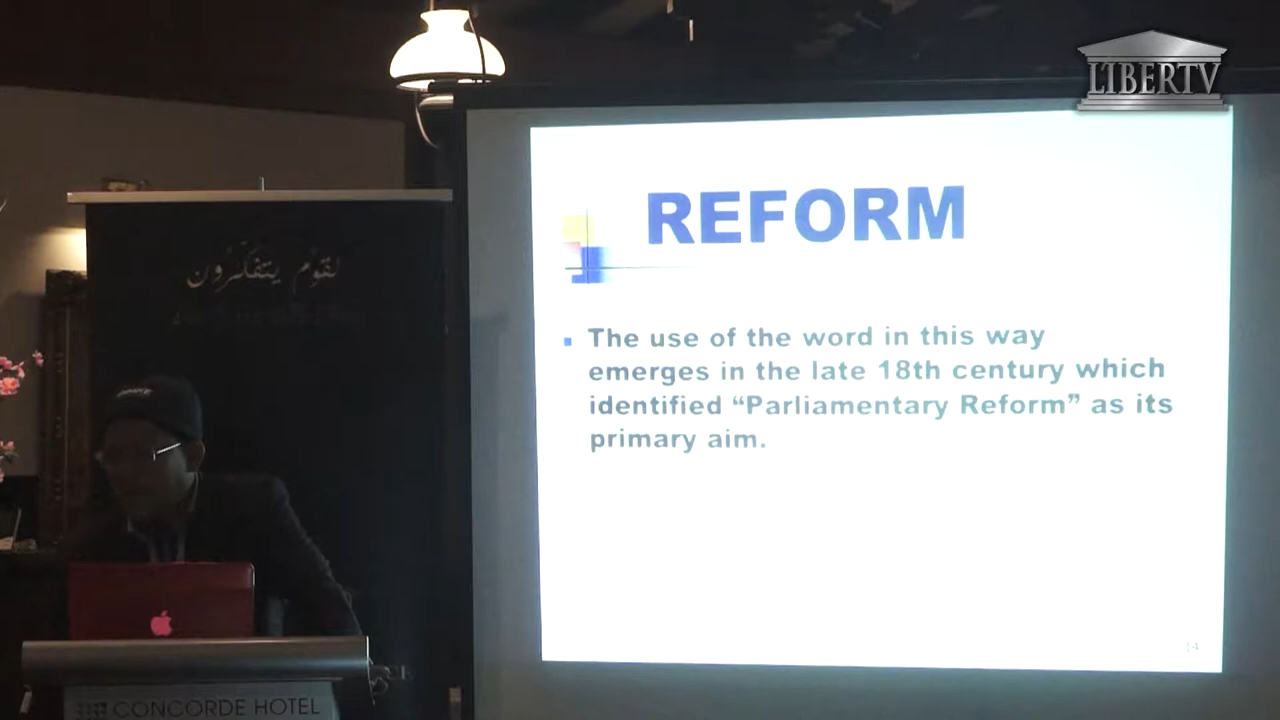 LIBERTV
لقوم يتفكرون
REFORM
The use of the word in this way
emerges in the late 18th century which
identified “Parliamentary Reform” as its
primary aim.
14
CONCORDE HOTEL